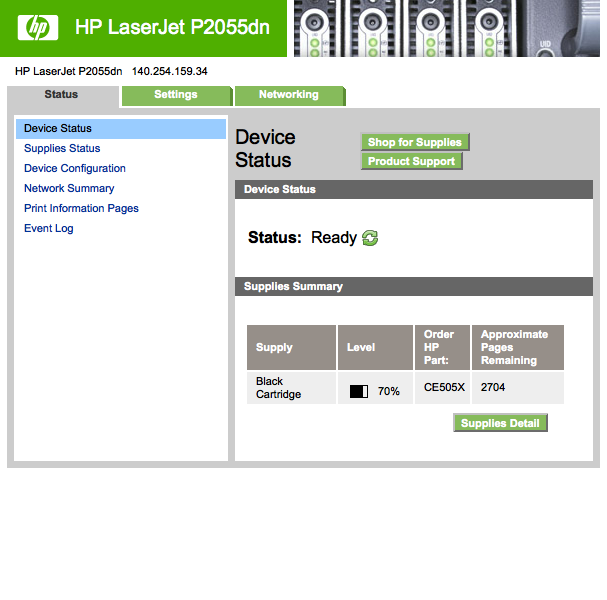 hp HP LaserJet P2055dn
UID
HP LaserJet P2055dn 140.254.159.34
Status Settings Networking
Device Status
Supplies Status
Device Configuration
Network Summary
Print Information Pages
Event Log
Device
Status
Shop for Supplies
Product Support
Device Status
Status: Ready
Supplies Summary
Supply Level Order HP Part: Approximate Pages Remaining
Black Cartridge 70% CE505X 2704
Supplies Detail